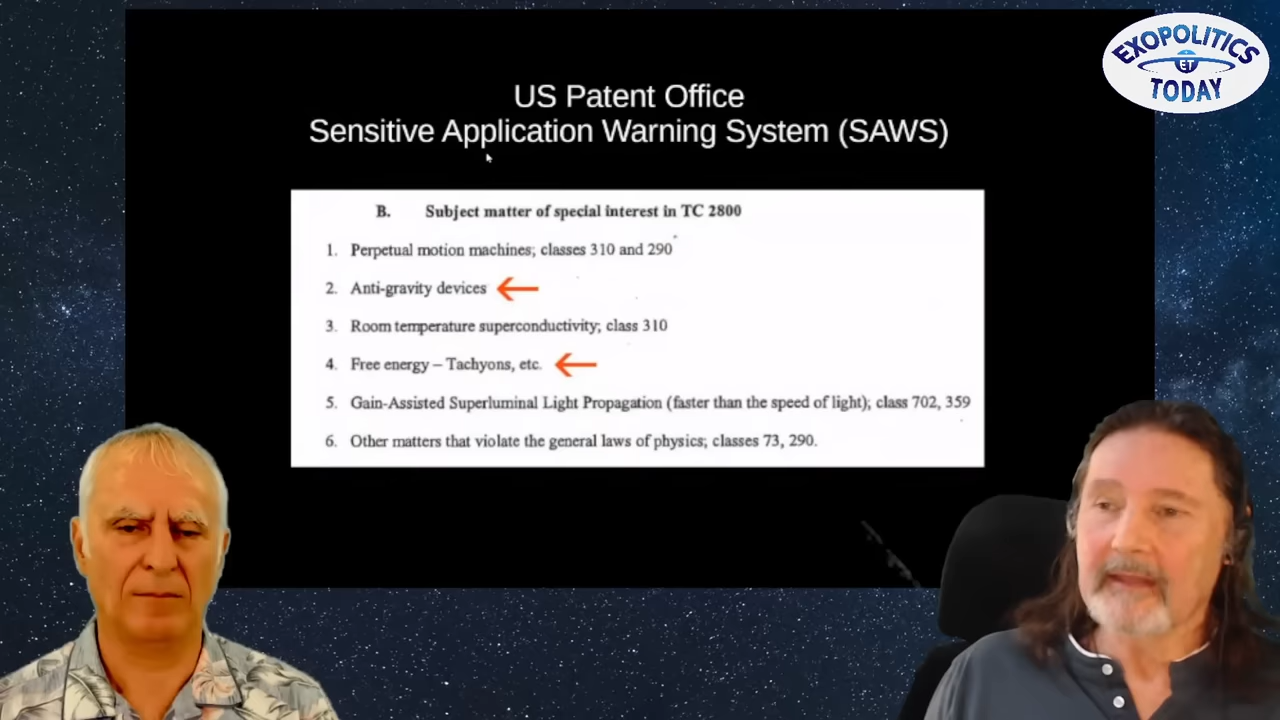 EXOPOLITICS
ET
TODAY
US Patent Office
Sensitive Application Warning System (SAWS)
B. Subject matter of special interest in TC 2800
1. Perpetual motion machines; classes 310 and 290
2. Anti-gravity devices
3. Room temperature superconductivity; class 310
4. Free energy – Tachyons, etc.
5. Gain-Assisted Superluminal Light Propagation (faster than the speed of light); class 702, 359
6. Other matters that violate the general laws of physics; classes 73, 290.